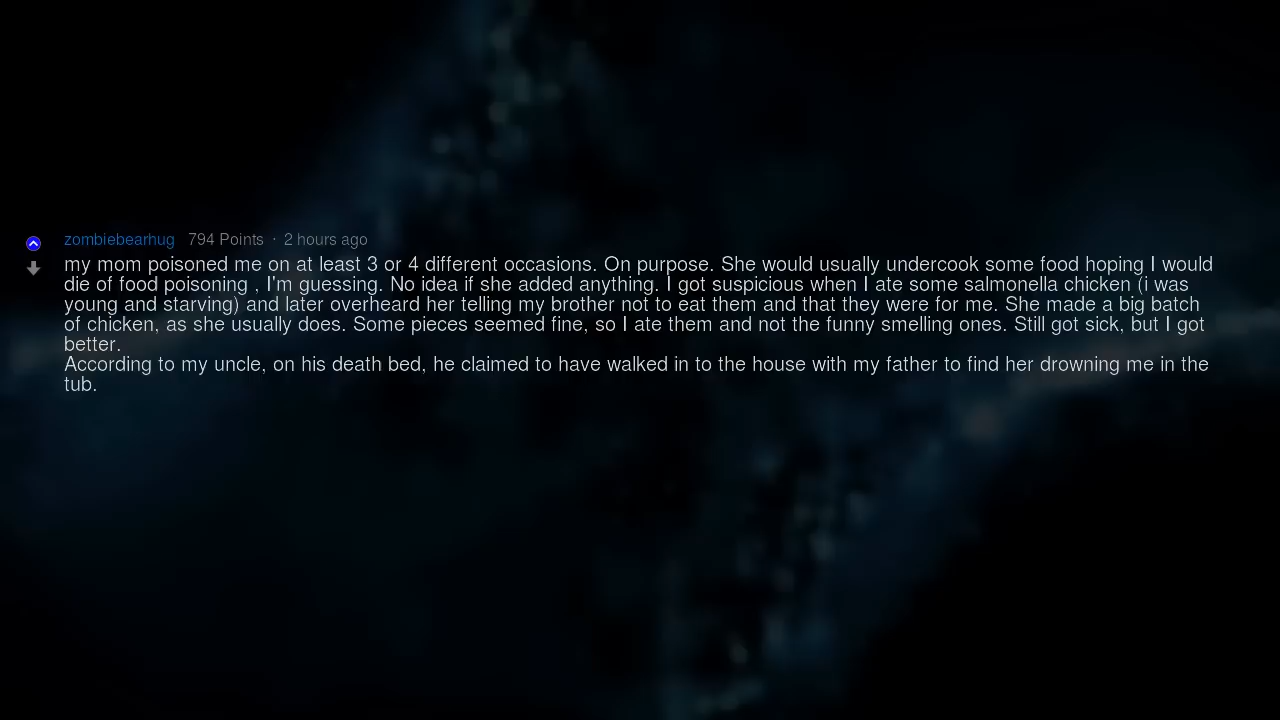 zombiebearhug 794 Points · 2 hours ago
my mom poisoned me on at least 3 or 4 different occasions. On purpose. She would usually undercook some food hoping I would
die of food poisoning , I'm guessing. No idea if she added anything. I got suspicious when I ate some salmonella chicken (i was
young and starving) and later overheard her telling my brother not to eat them and that they were for me. She made a big batch
of chicken, as she usually does. Some pieces seemed fine, so I ate them and not the funny smelling ones. Still got sick, but I got
better.
According to my uncle, on his death bed, he claimed to have walked in to the house with my father to find her drowning me in the
tub.